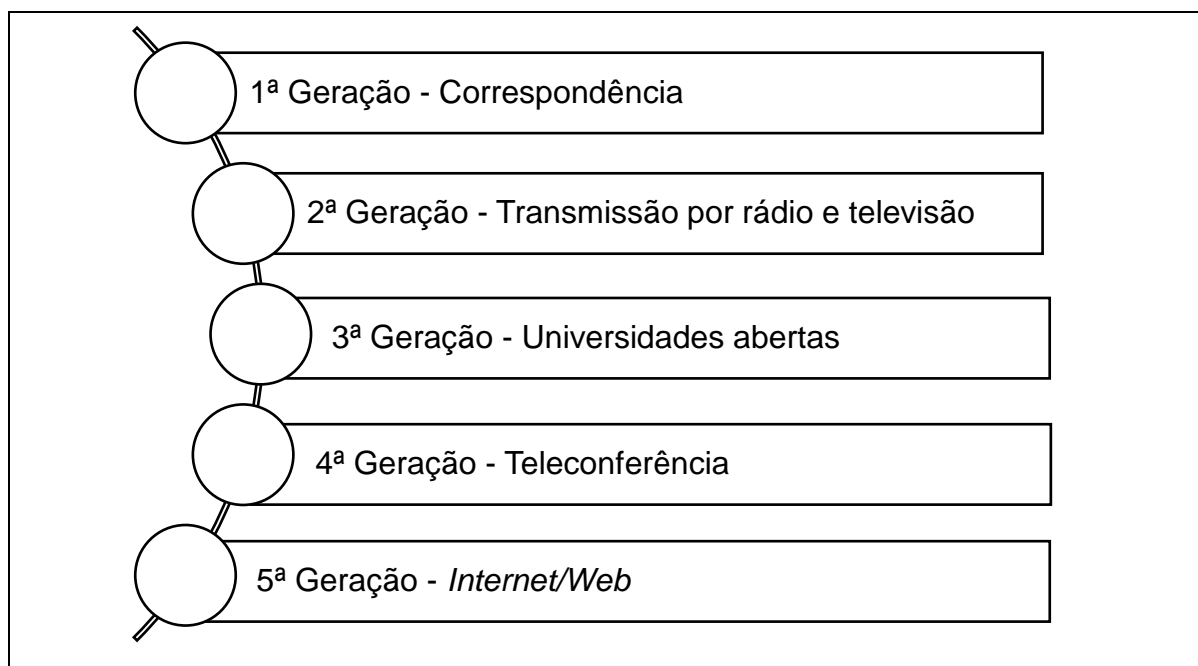 1ª Geração - Correspondência
2ª Geração - Transmissão por rádio e televisão
3ª Geração - Universidades abertas
4ª Geração - Teleconferência
5ª Geração - Internet/Web